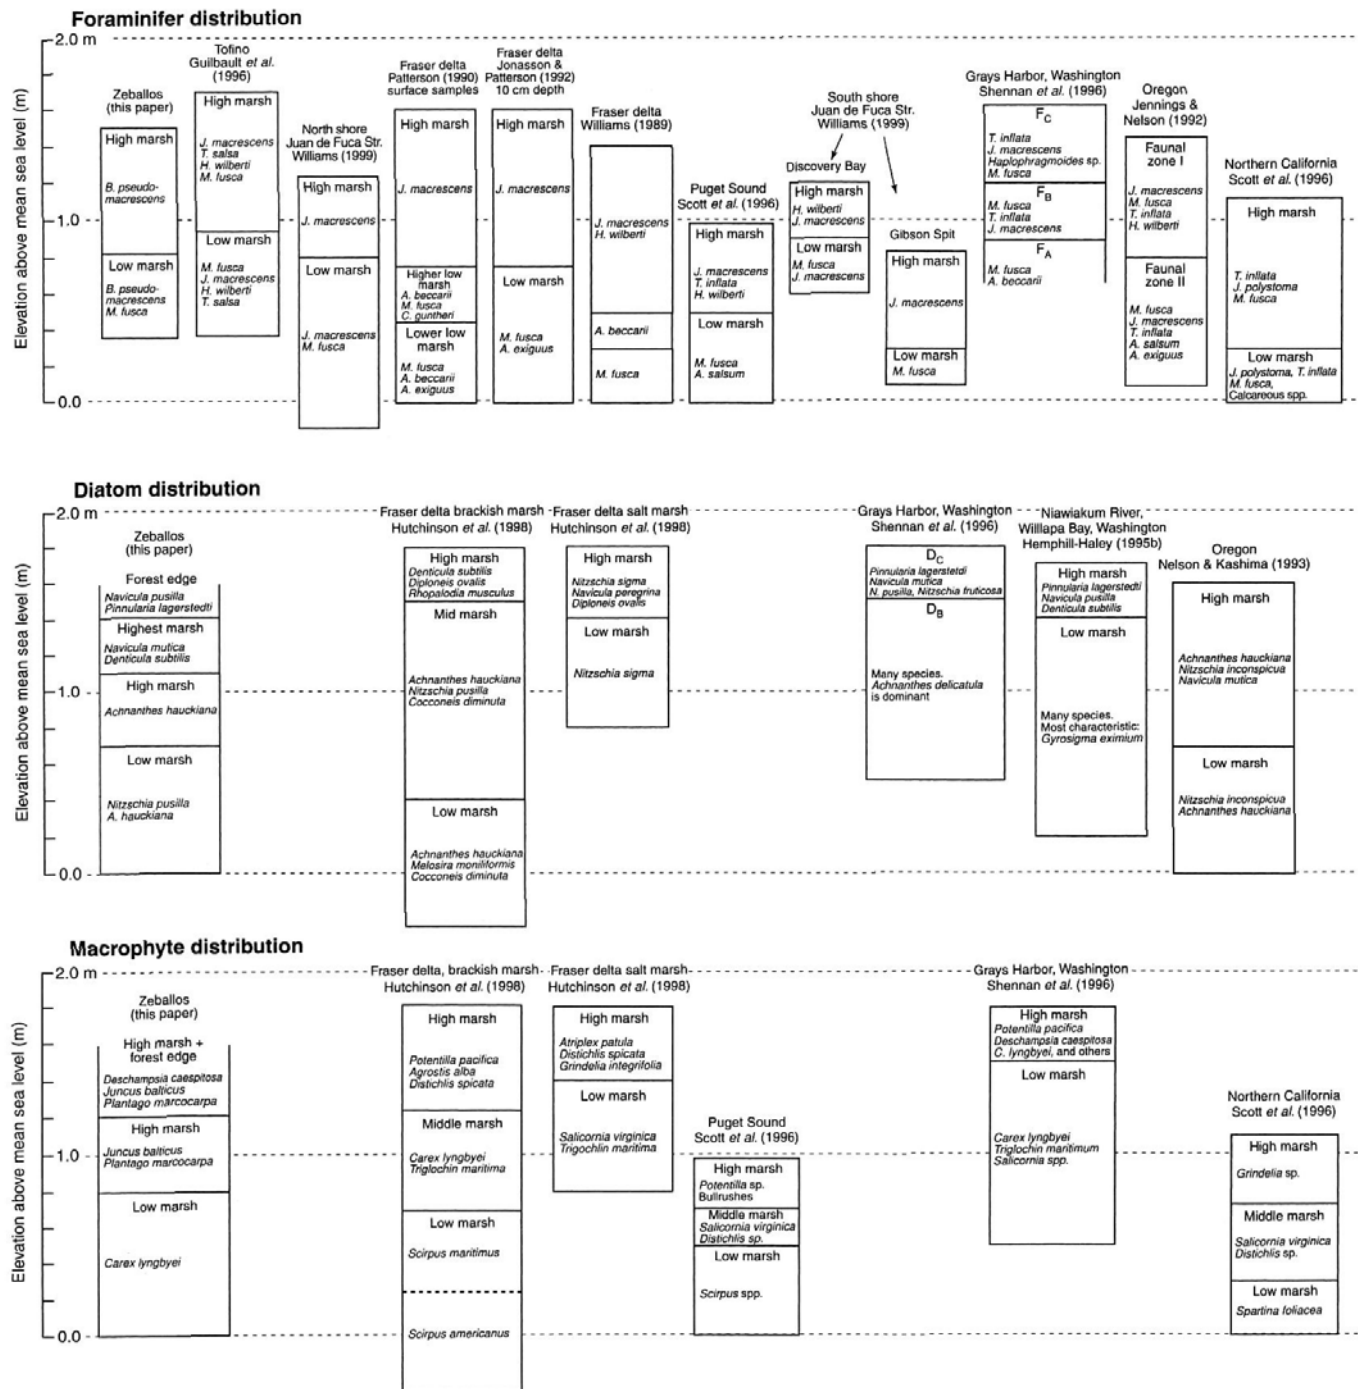 Foraminifer distribution
Elevation above mean sea level (m)
2.0 m
1.0
0.0
Zeballos
(this paper)
High marsh
B. pseudo-
macrescens
Low marsh
B. pseudo-
macrescens
M. fusca
Tofino
Guilbault et al.
(1996)
High marsh
J. macrescens
T. salsa
H. wilberti
M. fusca
Low marsh
M. fusca
J. macrescens
H. wilberti
T. salsa
North shore
Juan de Fuca Str.
Williams (1999)
High marsh
J. macrescens
Low marsh
J. macrescens
M. fusca
Fraser delta
Patterson (1990)
surface samples
High marsh
J. macrescens
Higher low
marsh
A. beccarii
M. fusca
C. guntheri
Lower low
marsh
M. fusca
A. beccarii
A. exiguus
Fraser delta
Jonasson &
Patterson (1992)
10 cm depth
High marsh
J. macrescens
Low marsh
M. fusca
A. exiguus
Fraser delta
Williams (1989)
J. macrescens
H. wilberti
A. beccarii
M. fusca
Puget Sound
Scott et al. (1996)
High marsh
J. macrescens
T. inflata
H. wilberti
Low marsh
M. fusca
A. salsum
South shore
Juan de Fuca Str.
Williams (1999)
Discovery Bay
High marsh
H. wilberti
J. macrescens
Low marsh
M. fusca
J. macrescens
Gibson Spit
High marsh
J. macrescens
Low marsh
M. fusca
Grays Harbor, Washington
Shennan et al. (1996)
FC
T. inflata
J. macrescens
Haplophragmoides sp.
M. fusca
FB
M. fusca
T. inflata
J. macrescens
FA
M. fusca
A. beccarii
Oregon
Jennings &
Nelson (1992)
Faunal
zone I
J. macrescens
M. fusca
T. inflata
H. wilberti
Faunal
zone II
M. fusca
J. macrescens
T. inflata
A. salsum
A. exiguus
Northern California
Scott et al. (1996)
High marsh
T. inflata
J. polystoma
M. fusca
Low marsh
J. polystoma, T. inflata
M. fusca,
Calcareous spp.
Diatom distribution
Elevation above mean sea level (m)
2.0 m
1.0
0.0
Zeballos
(this paper)
Forest edge
Navicula pusilla
Pinnularia lagerstedti
Highest marsh
Navicula mutica
Denticula subtilis
High marsh
Achnanthes hauckiana
Low marsh
Nitzschia pusilla
A. hauckiana
Fraser delta brackish marsh
Hutchinson et al. (1998)
High marsh
Denticula subtilis
Diploneis ovalis
Rhopalodia musculus
Mid marsh
Achnanthes hauckiana
Nitzschia pusilla
Cocconeis diminuta
Low marsh
Achnanthes hauckiana
Melosira moniliformis
Cocconeis diminuta
Fraser delta salt marsh
Hutchinson et al. (1998)
High marsh
Nitzschia sigma
Navicula peregrina
Diploneis ovalis
Low marsh
Nitzschia sigma
Grays Harbor, Washington
Shennan et al. (1996)
DC
Pinnularia lagerstetdi
Navicula mutica
N. pusilla, Nitzschia fruticosa
DB
Many species.
Achnanthes delicatula
is dominant
Niawiakum River,
Willlapa Bay, Washington
Hemphill-Haley (1995b)
High marsh
Pinnularia lagerstedti
Navicula pusilla
Denticula subtilis
Low marsh
Many species.
Most characteristic:
Gyrosigma eximium
Oregon
Nelson & Kashima (1993)
High marsh
Achnanthes hauckiana
Nitzschia inconspicua
Navicula mutica
Low marsh
Nitzschia inconspicua
Achnanthes hauckiana
Macrophyte distribution
Elevation above mean sea level (m)
2.0 m
1.0
0.0
Zeballos
(this paper)
High marsh +
forest edge
Deschampsia caespitosa
Juncus balticus
Plantago marcocarpa
High marsh
Juncus balticus
Plantago marcocarpa
Low marsh
Carex lyngbyei
Fraser delta, brackish marsh
Hutchinson et al. (1998)
High marsh
Potentilla pacifica
Agrostis alba
Distichlis spicata
Middle marsh
Carex lyngbyei
Triglochin maritima
Low marsh
Scirpus maritimus
Scirpus americanus
Fraser delta salt marsh
Hutchinson et al. (1998)
High marsh
Atriplex patula
Distichlis spicata
Grindelia integrifolia
Low marsh
Salicornia virginica
Trigochlin maritima
Puget Sound
Scott et al. (1996)
High marsh
Potentilla sp.
Bullrushes
Middle marsh
Salicornia virginica
Distichlis sp.
Low marsh
Scirpus spp.
Grays Harbor, Washington
Shennan et al. (1996)
High marsh
Potentilla pacifica
Deschampsia caespitosa
C. lyngbyei, and others
Low marsh
Carex lyngbyei
Triglochin maritimum
Salicornia spp.
Northern California
Scott et al. (1996)
High marsh
Grindelia sp.
Middle marsh
Salicornia virginica
Distichlis sp.
Low marsh
Spartina foliacea